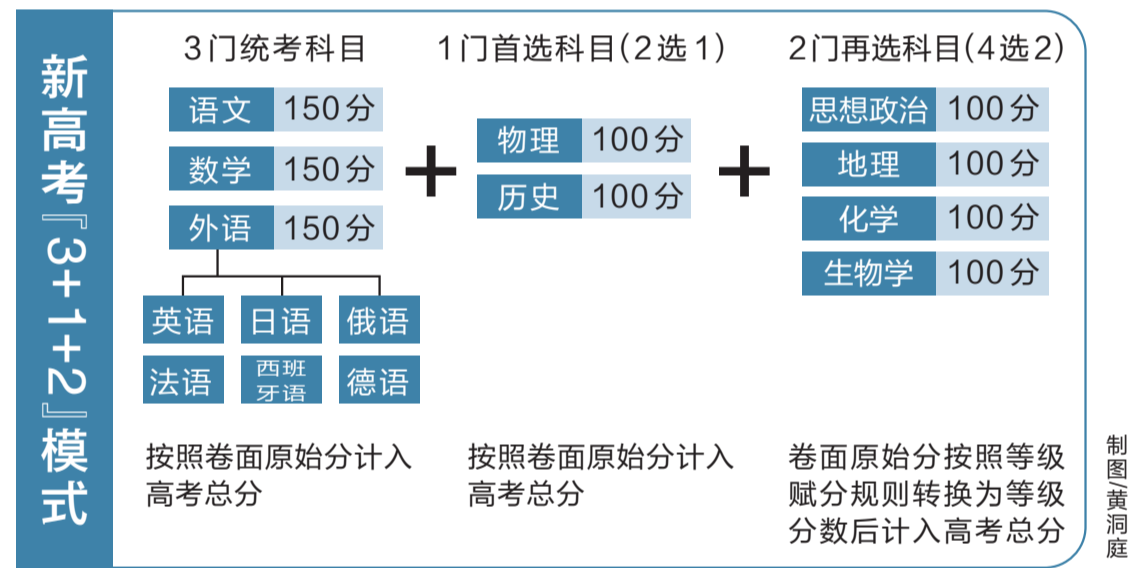 新高考『3+1+2』模式
3门统考科目
语文 150分
数学 150分
外语 150分
英语 日语 俄语
法语 西班牙语 德语
按照卷面原始分计入
高考总分
+
1门首选科目(2选1)
物理 100分
历史 100分
按照卷面原始分计入
高考总分
+
2门再选科目(4选2)
思想政治 100分
地理 100分
化学 100分
生物学 100分
卷面原始分按照等级
赋分规则转换为等级
分数后计入高考总分
制图/黄洞庭